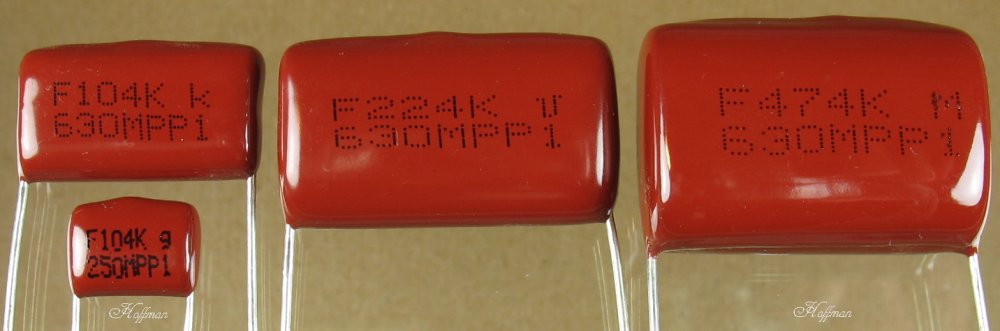 F104K k
630MPP1
F104K g
250MPP1
F224K U
630MPP1
F474K M
630MPP1
Hoffman
Hoffman